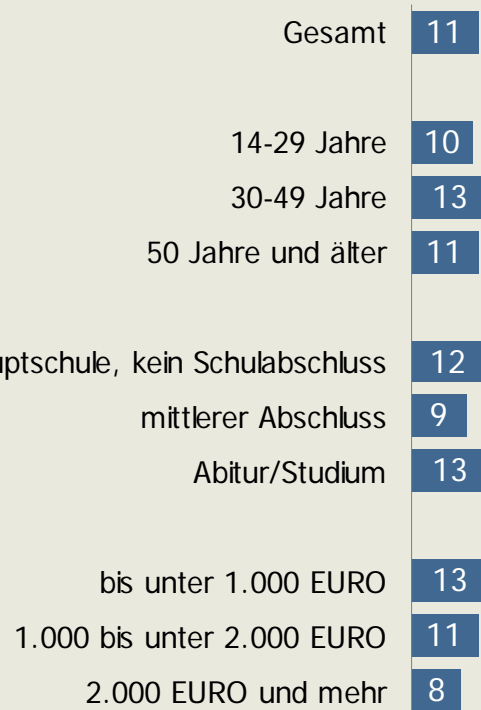 Gesamt 11
14-29 Jahre 10
30-49 Jahre 13
50 Jahre und älter 11
uptschule, kein Schulabschluss 12
mittlerer Abschluss 9
Abitur/Studium 13
bis unter 1.000 EURO 13
1.000 bis unter 2.000 EURO 11
2.000 EURO und mehr 8